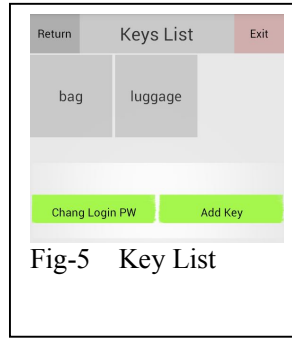 Return Keys List Exit
bag luggage
Chang Login PW Add Key
Fig-5 Key List